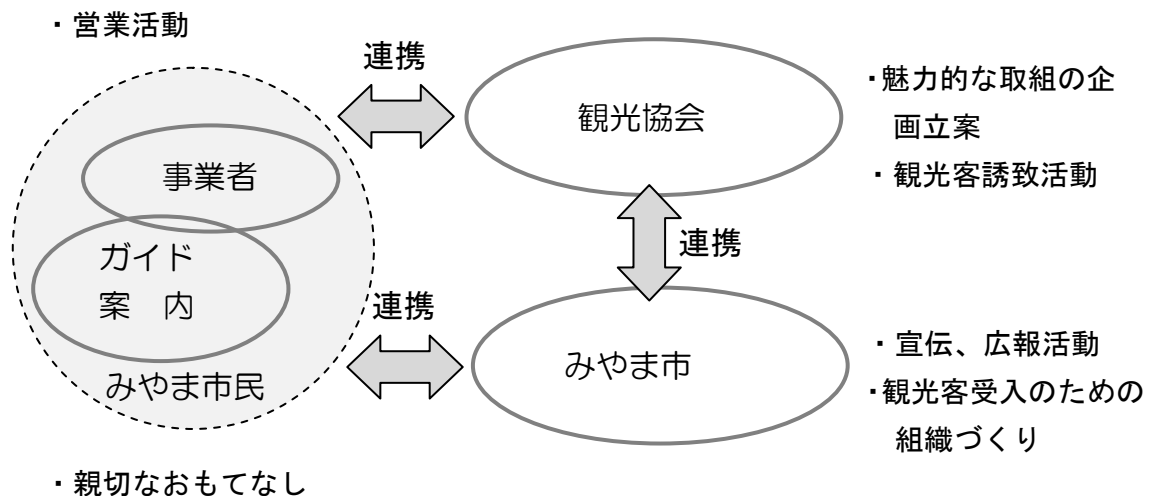 ・営業活動
連携
観光協会
・魅力的な取組の企
画立案
・観光客誘致活動
事業者
連携
ガイド
案　内
連携
みやま市民
みやま市
・宣伝、広報活動
・観光客受入のための
組織づくり
・親切なおもてなし